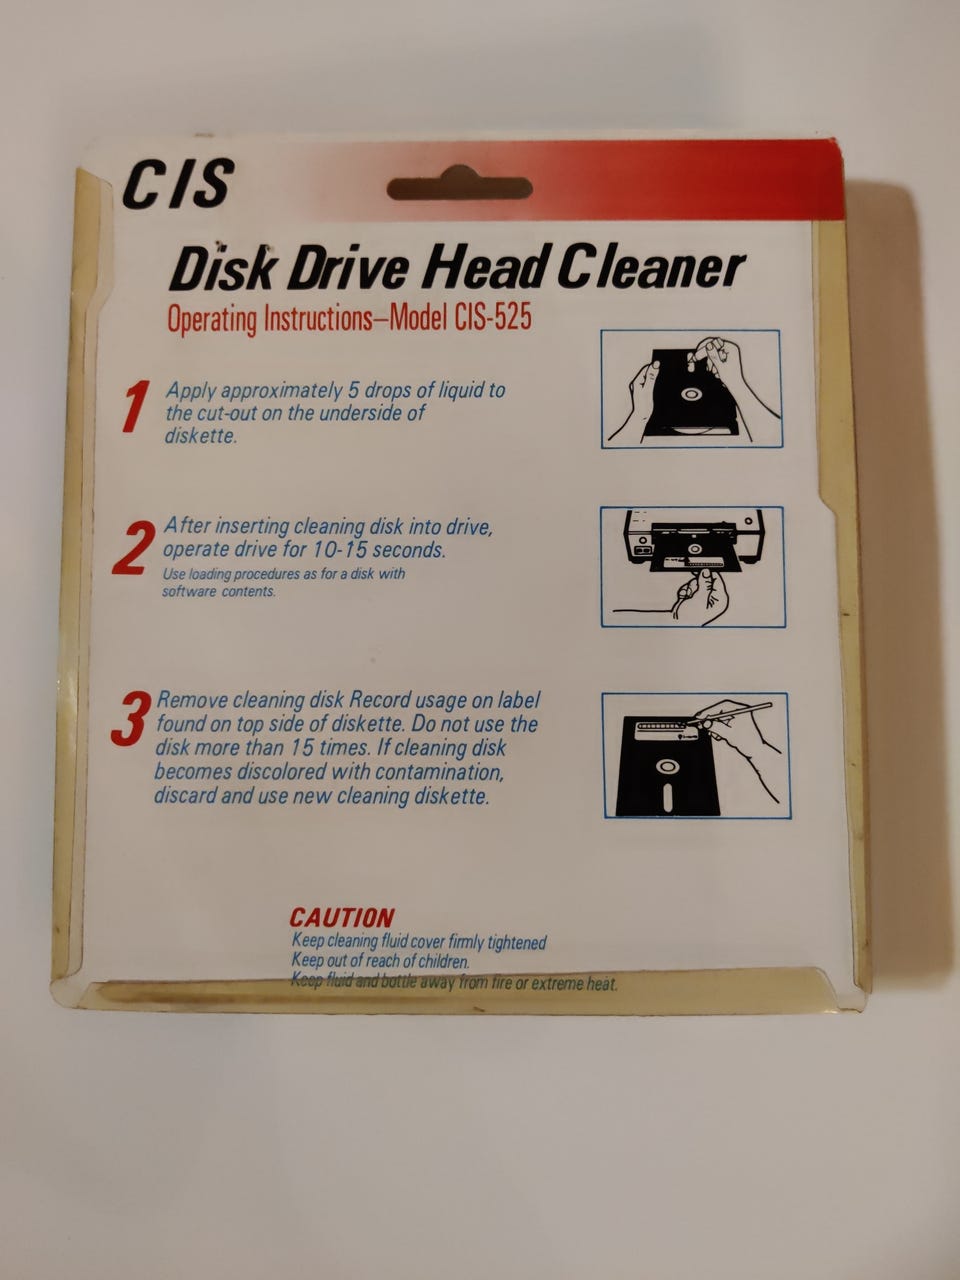 CIS
Disk Drive Head Cleaner
Operating Instructions–Model CIS-525
1
Apply approximately 5 drops of liquid to
the cut-out on the underside of
diskette.
2
After inserting cleaning disk into drive,
operate drive for 10-15 seconds.
Use loading procedures as for a disk with
software contents.
3
Remove cleaning disk Record usage on label
found on top side of diskette. Do not use the
disk more than 15 times. If cleaning disk
becomes discolored with contamination,
discard and use new cleaning diskette.
CAUTION
Keep cleaning fluid cover firmly tightened
Keep out of reach of children.
Keep fluid and bottle away from fire or extreme heat.